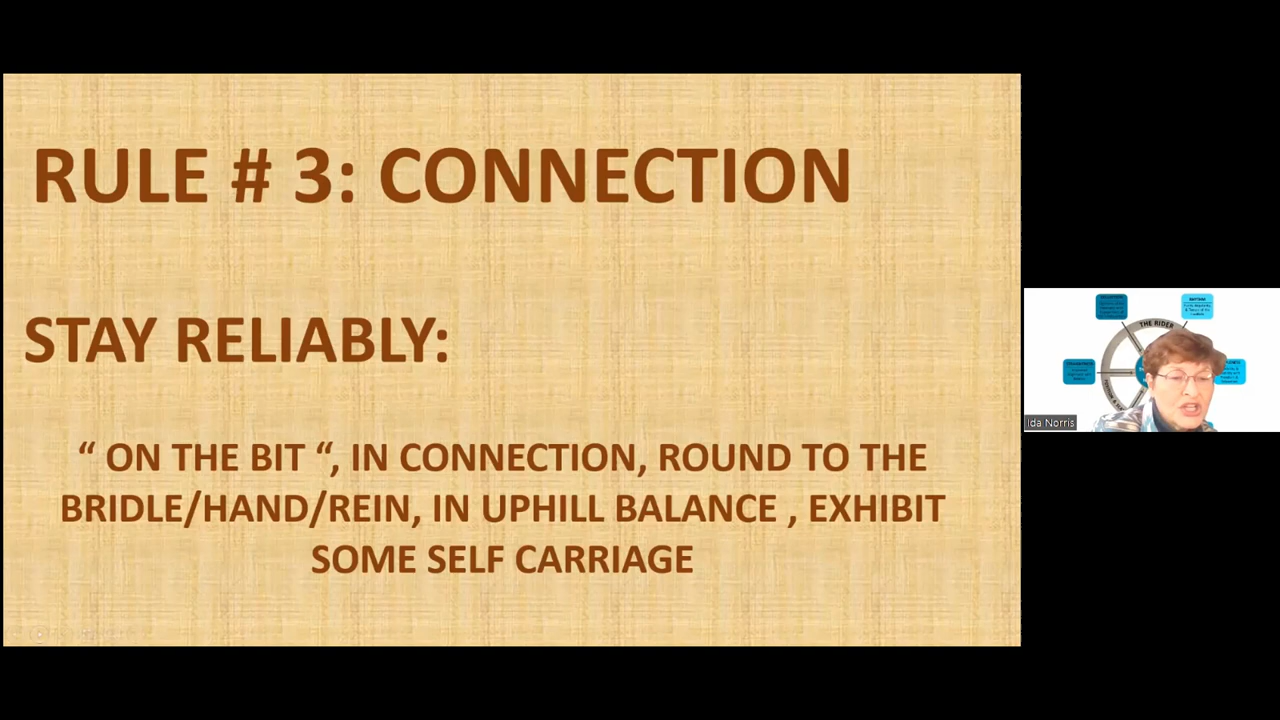 RULE # 3: CONNECTION
STAY RELIABLY:
“ ON THE BIT “, IN CONNECTION, ROUND TO THE
BRIDLE/HAND/REIN, IN UPHILL BALANCE , EXHIBIT
SOME SELF CARRIAGE
THE RIDER
Ida Norris